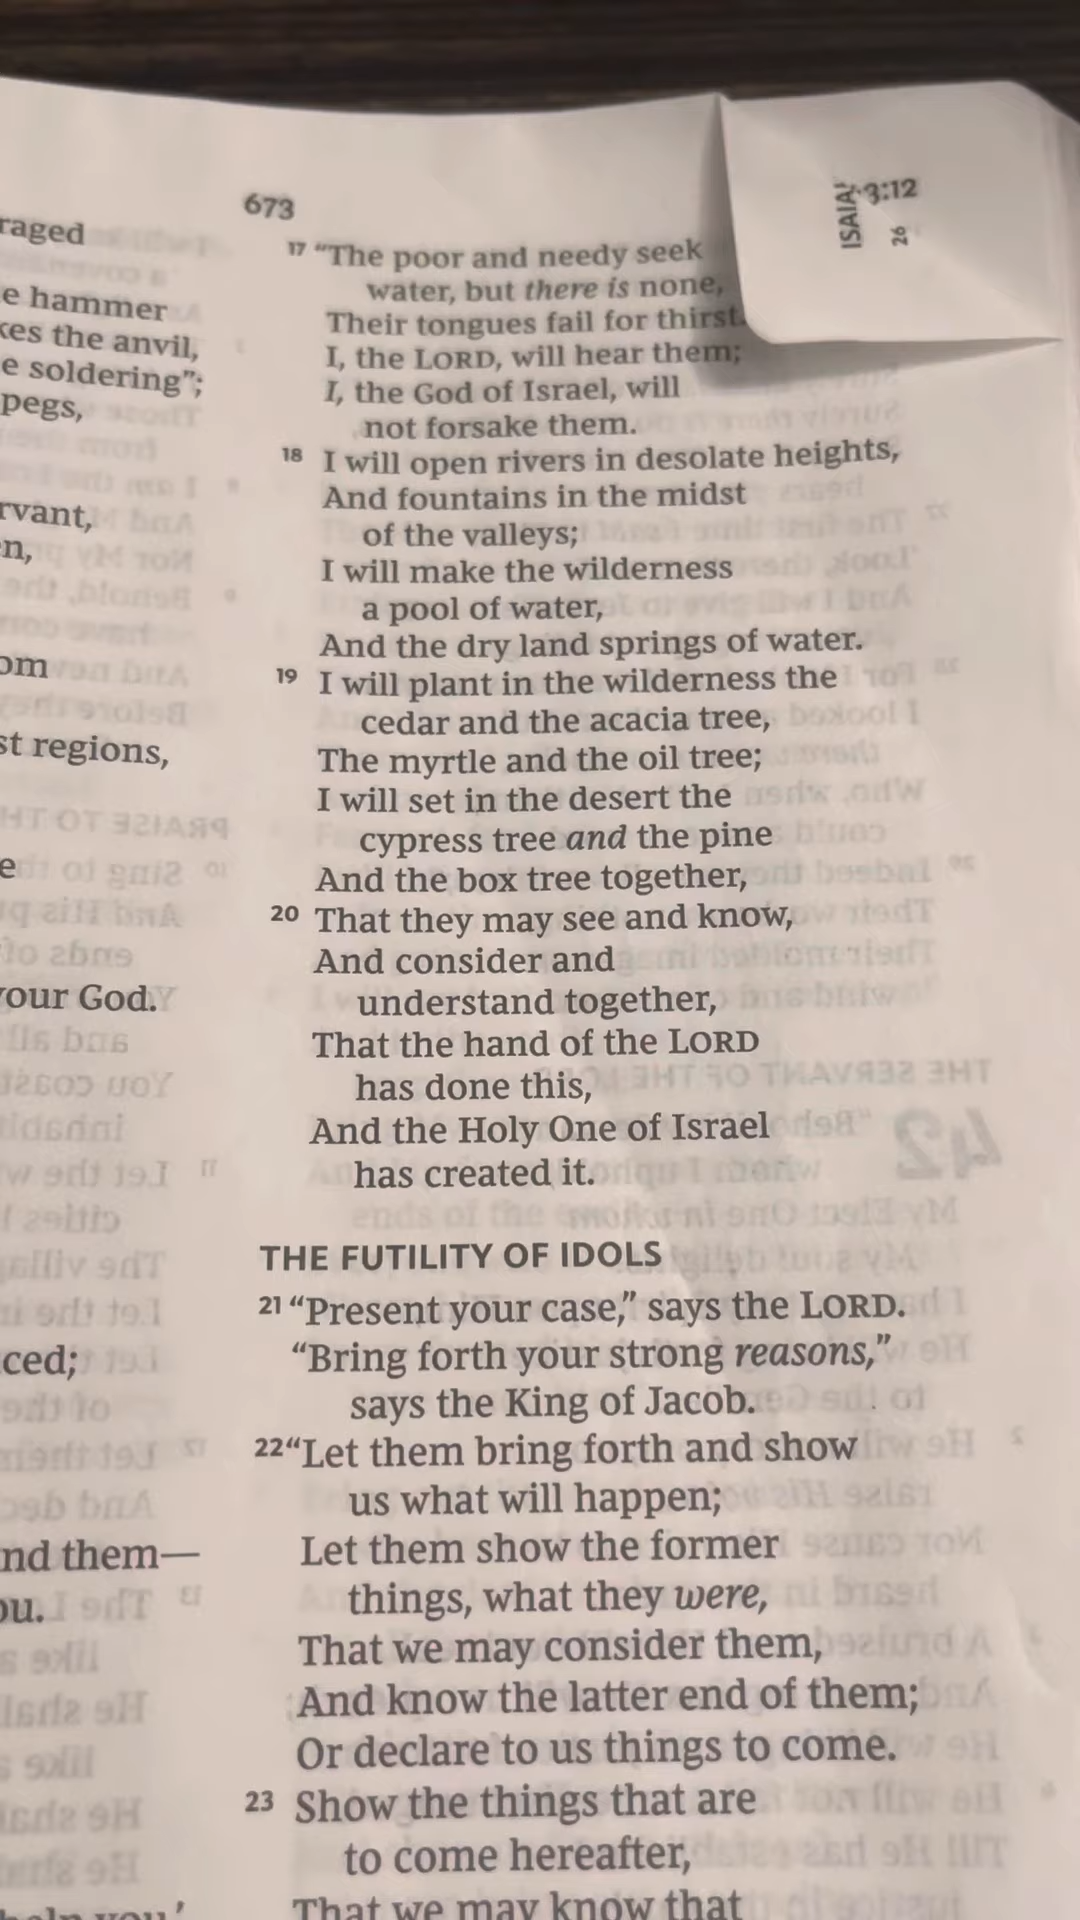 673
raged
e hammer
kes the anvil,
e soldering";
pegs,
rvant,
n,
om
st regions,
e
your God.
ced;
nd them—
ou.
help you.'
ISAIAH
3:12
26
17 "The poor and needy seek
water, but there is none,
Their tongues fail for thirst.
I, the LORD, will hear them;
I, the God of Israel, will
not forsake them.
18 I will open rivers in desolate heights,
And fountains in the midst
of the valleys;
I will make the wilderness
a pool of water,
And the dry land springs of water.
19 I will plant in the wilderness the
cedar and the acacia tree,
The myrtle and the oil tree;
I will set in the desert the
cypress tree and the pine
And the box tree together,
20 That they may see and know,
And consider and
understand together,
That the hand of the LORD
has done this,
And the Holy One of Israel
has created it.
THE FUTILITY OF IDOLS
21 "Present your case," says the LORD.
"Bring forth your strong reasons,"
says the King of Jacob.
22 "Let them bring forth and show
us what will happen;
Let them show the former
things, what they were,
That we may consider them,
And know the latter end of them;
Or declare to us things to come.
23 Show the things that are
to come hereafter,
That we may know that